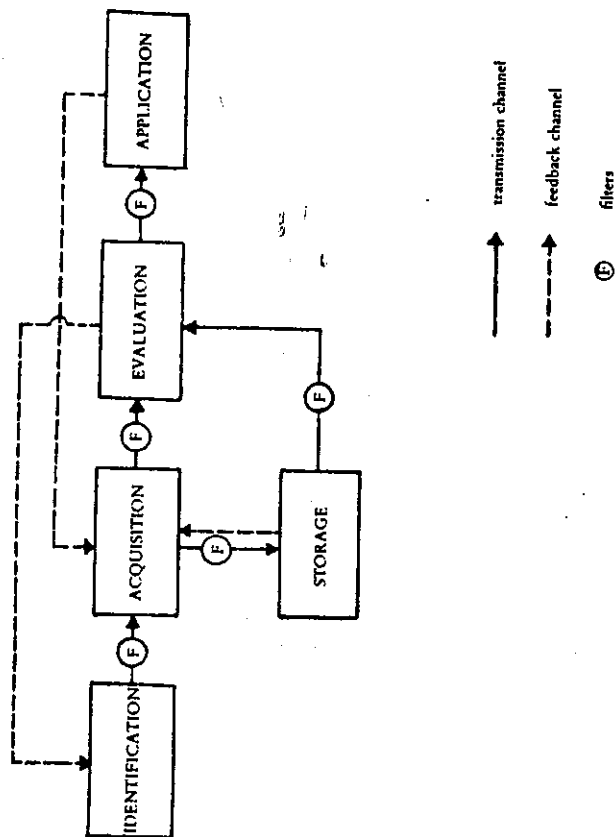 IDENTIFICATION
F
ACQUISITION
F
EVALUATION
F
APPLICATION
F
STORAGE
F
transmission channel
feedback channel
F filters